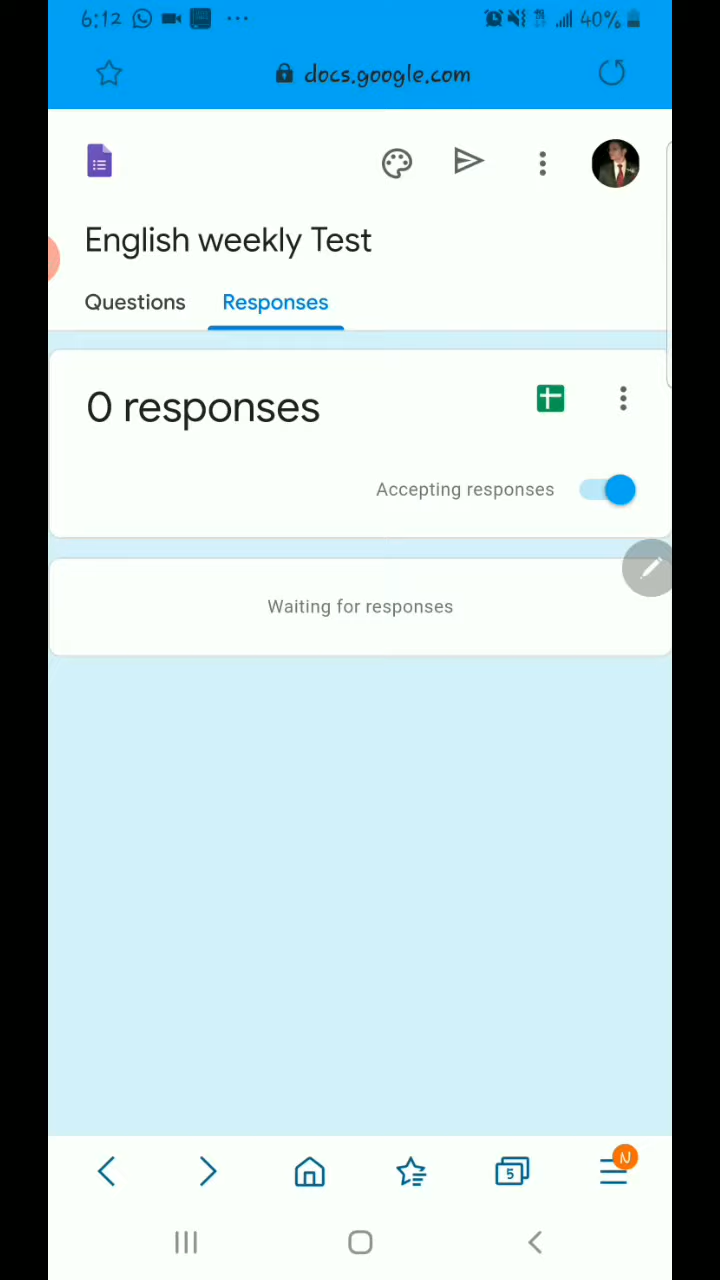 6:12 40%
docs.google.com
English weekly Test
Questions Responses
0 responses
Accepting responses
Waiting for responses
5
N